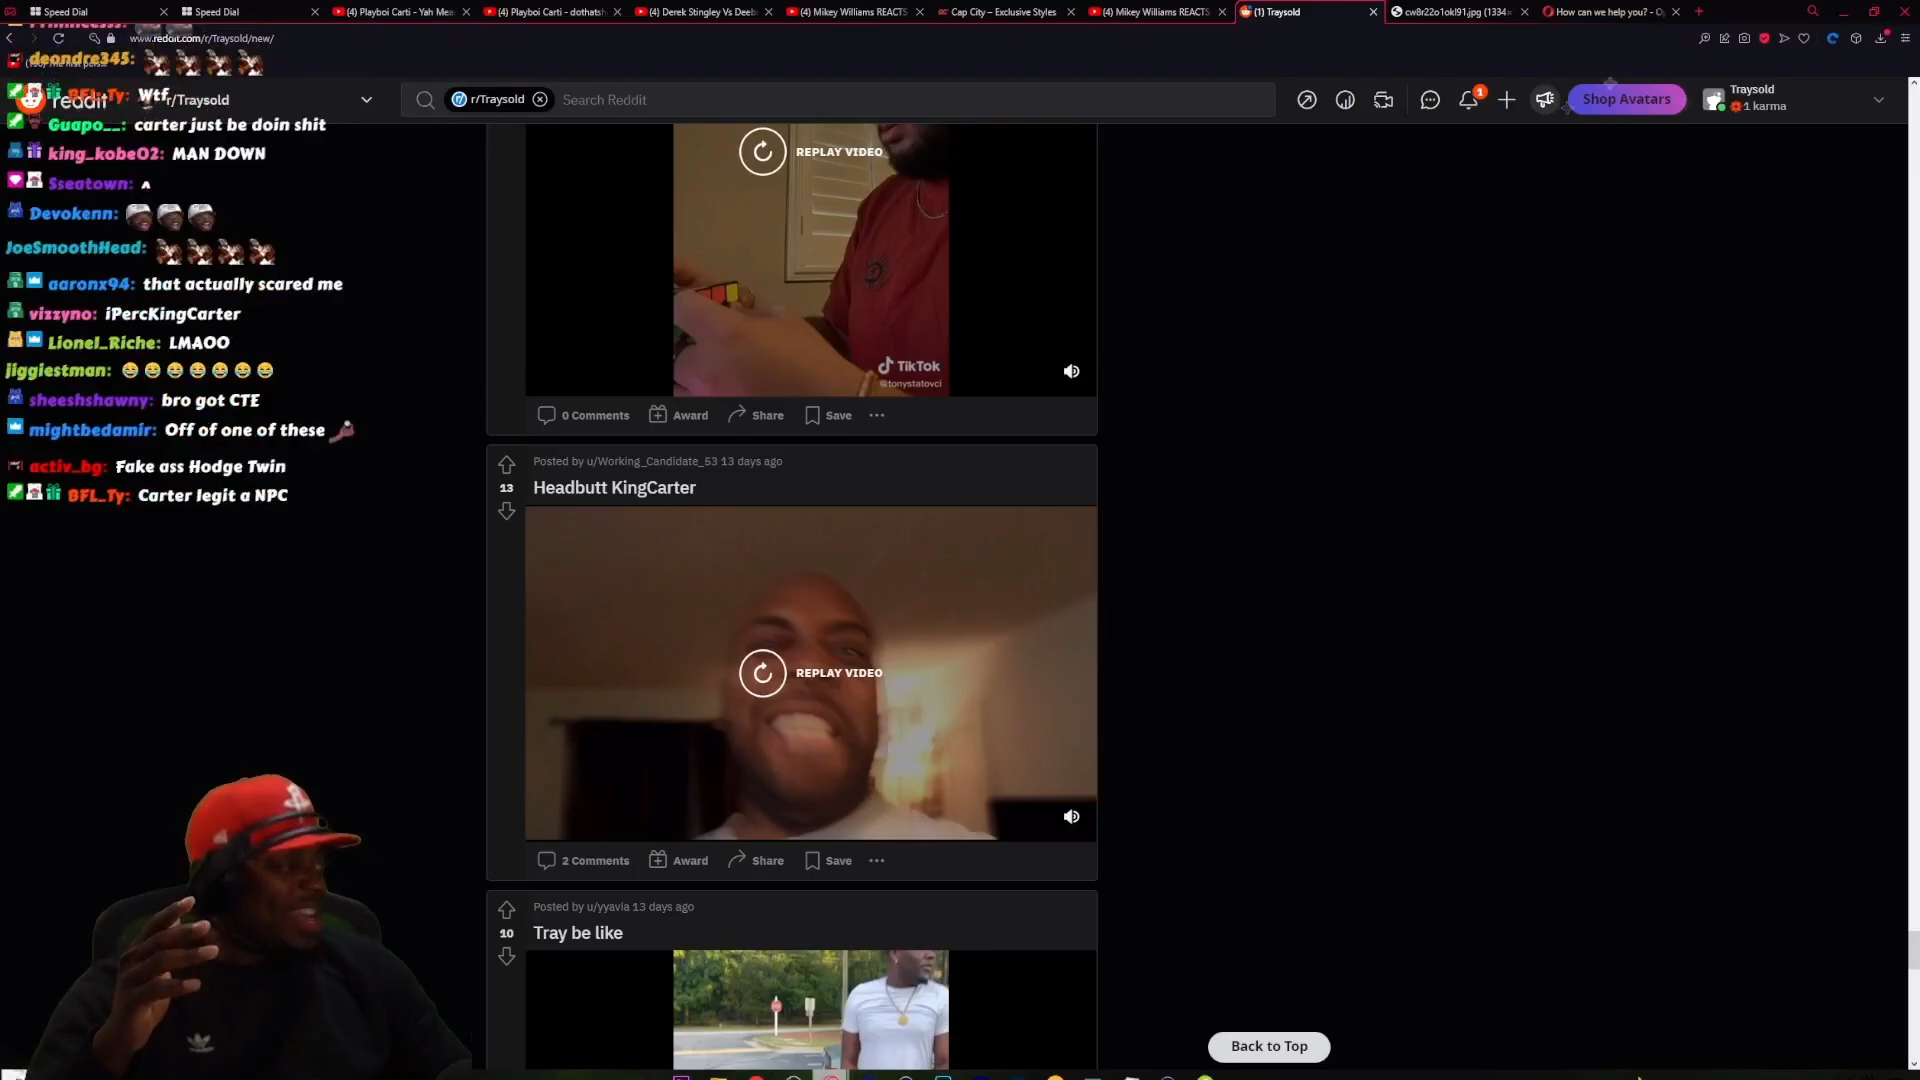 Speed Dial
Speed Dial
(4) Playboi Carti - Yah Mea
(4) Playboi Carti - dothatsh
(4) Derek Stingley Vs Deeb
(4) Mikey Williams REACTS
Cap City – Exclusive Styles
(4) Mikey Williams REACTS
(1) Traysold
cw8r22o1okl91.jpg (1334×
How can we help you? - O
www.reddit.com/r/Traysold/new/
deondre345:
BFL_Ty: Wtf
reddit
r/Traysold
r/Traysold
Search Reddit
1
Shop Avatars
Traysold
1 karma
Guapo__: carter just be doin shit
king_kobe02: MAN DOWN
Sseatown: ^
Devokenn:
JoeSmoothHead:
aaronx94: that actually scared me
vizzyno: iPercKingCarter
Lionel_Riche: LMAOO
jiggiestman: 😂 😂 😂 😂 😂 😂 😂
sheeshshawny: bro got CTE
mightbedamir: Off of one of these
activ_bg: Fake ass Hodge Twin
BFL_Ty: Carter legit a NPC
REPLAY VIDEO
TikTok
@tonystatovci
0 Comments Award Share Save
Posted by u/Working_Candidate_53 13 days ago
13
Headbutt KingCarter
REPLAY VIDEO
2 Comments Award Share Save
Posted by u/yyavia 13 days ago
10
Tray be like
Back to Top